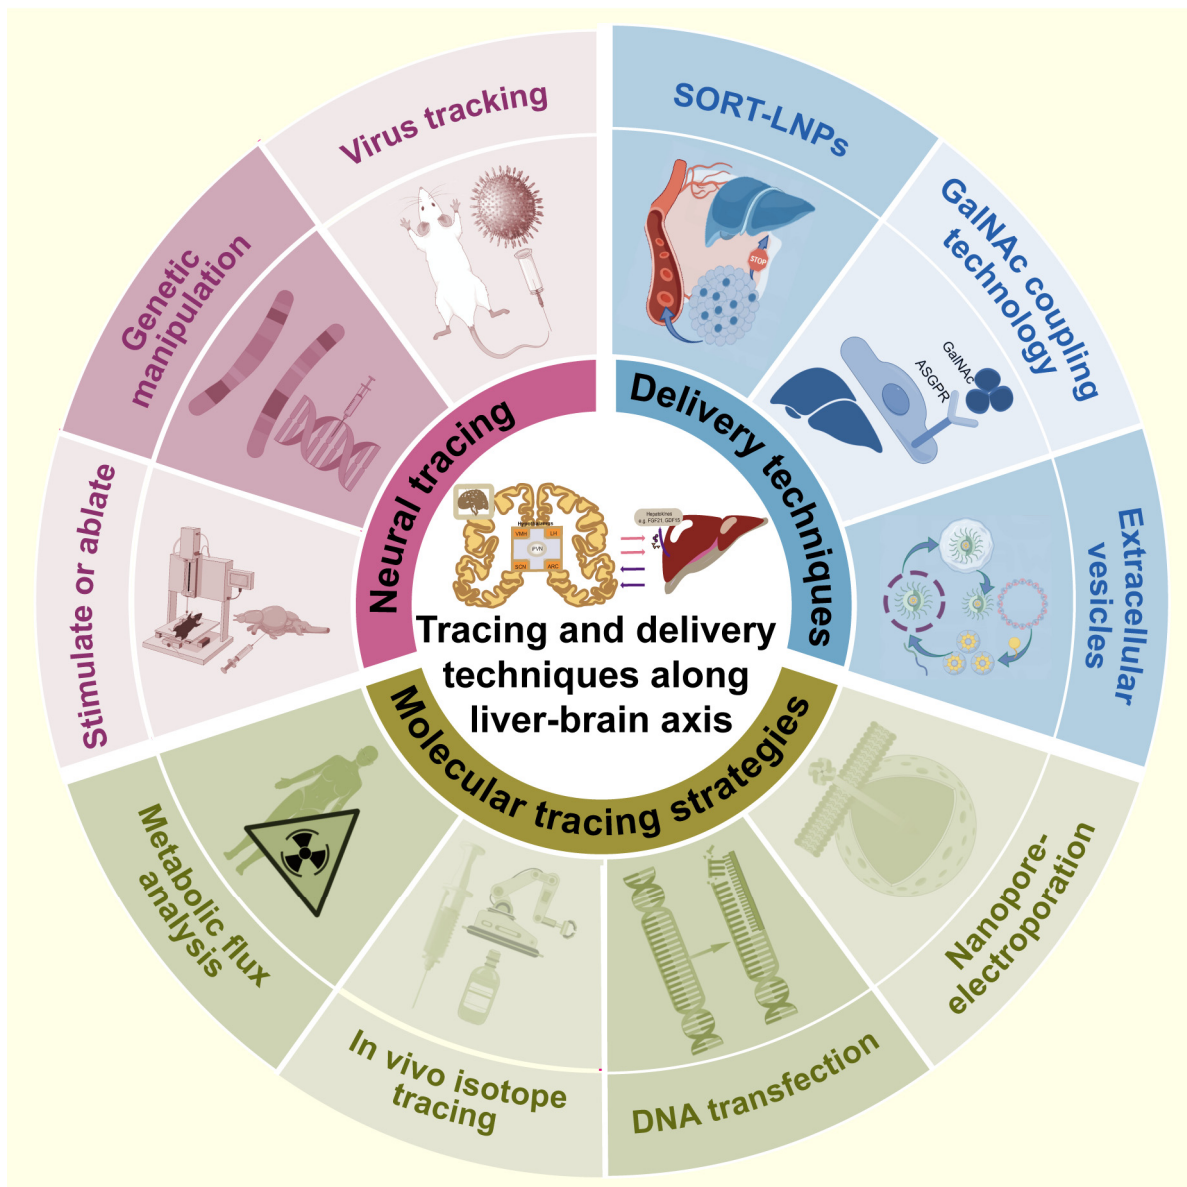 Virus tracking
SORT-LNPs
STOP
GalNAc coupling
technology
GalNAc
ASGPR
Extracellular
vesicles
Genetic
manipulation
Stimulate or ablate
Neural tracing
Delivery techniques
Molecular tracing strategies
Hypothalamus
VMH
LH
PVN
SCN
ARC
Hepatokines
e.g. FGF21, GDF15
Tracing and delivery
techniques along
liver-brain axis
Metabolic flux
analysis
In vivo isotope
tracing
DNA transfection
Nanopore-
electroporation